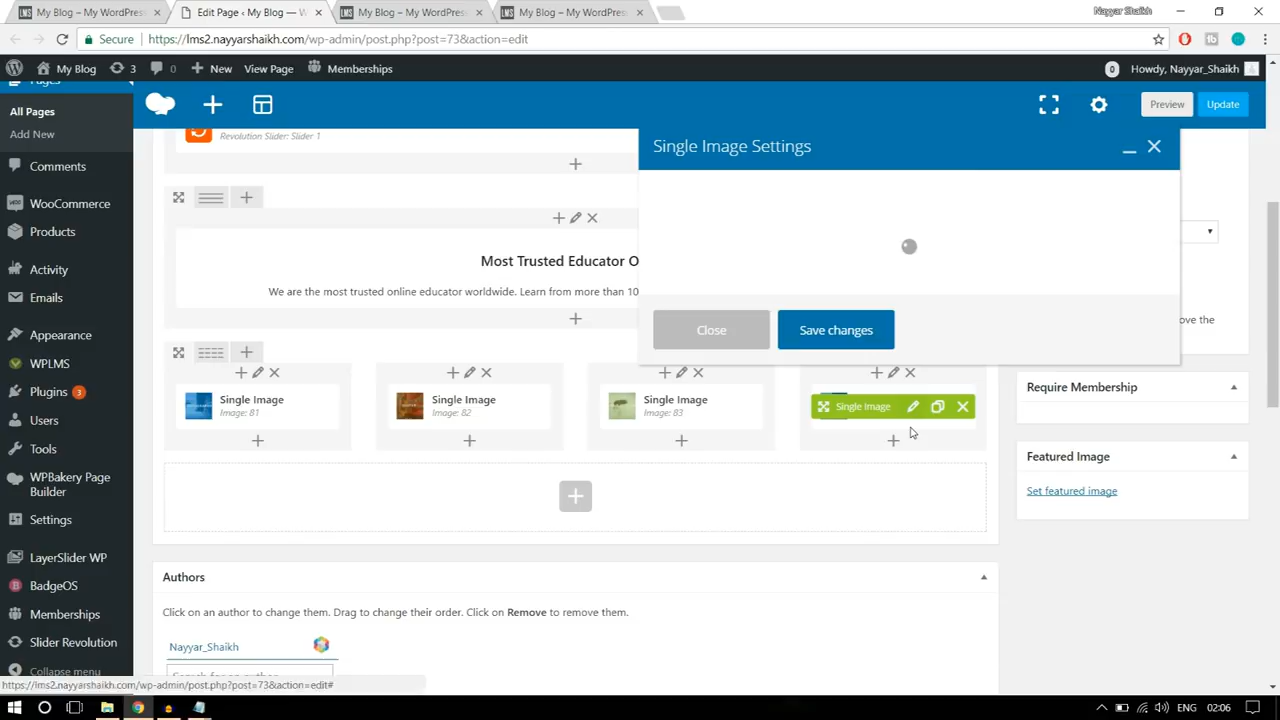 My Blog – My WordPress
Edit Page ‹ My Blog —
My Blog – My WordPres
My Blog – My WordPres
Nayyar Shaikh
Secure
https://lms2.nayyarshaikh.com/wp-admin/post.php?post=73&action=edit
My Blog
3
0
New
View Page
Memberships
0
Howdy, Nayyar_Shaikh
Pages
All Pages
Add New
Comments
WooCommerce
Products
Activity
Emails
Appearance
WPLMS
Plugins 3
Users
Tools
WPBakery Page
Builder
Settings
LayerSlider WP
BadgeOS
Memberships
Slider Revolution
Collapse menu
Preview
Update
Revolution Slider: Slider 1
Single Image Settings
Close
Save changes
Most Trusted Educator O
We are the most trusted online educator worldwide. Learn from more than 10
ove the
Single Image
Image: 81
Single Image
Image: 82
Single Image
Image: 83
Single Image
Require Membership
Featured Image
Set featured image
Authors
Click on an author to change them. Drag to change their order. Click on Remove to remove them.
Nayyar_Shaikh
Search for an author
https://lms2.nayyarshaikh.com/wp-admin/post.php?post=73&action=edit#
ENG
02:06